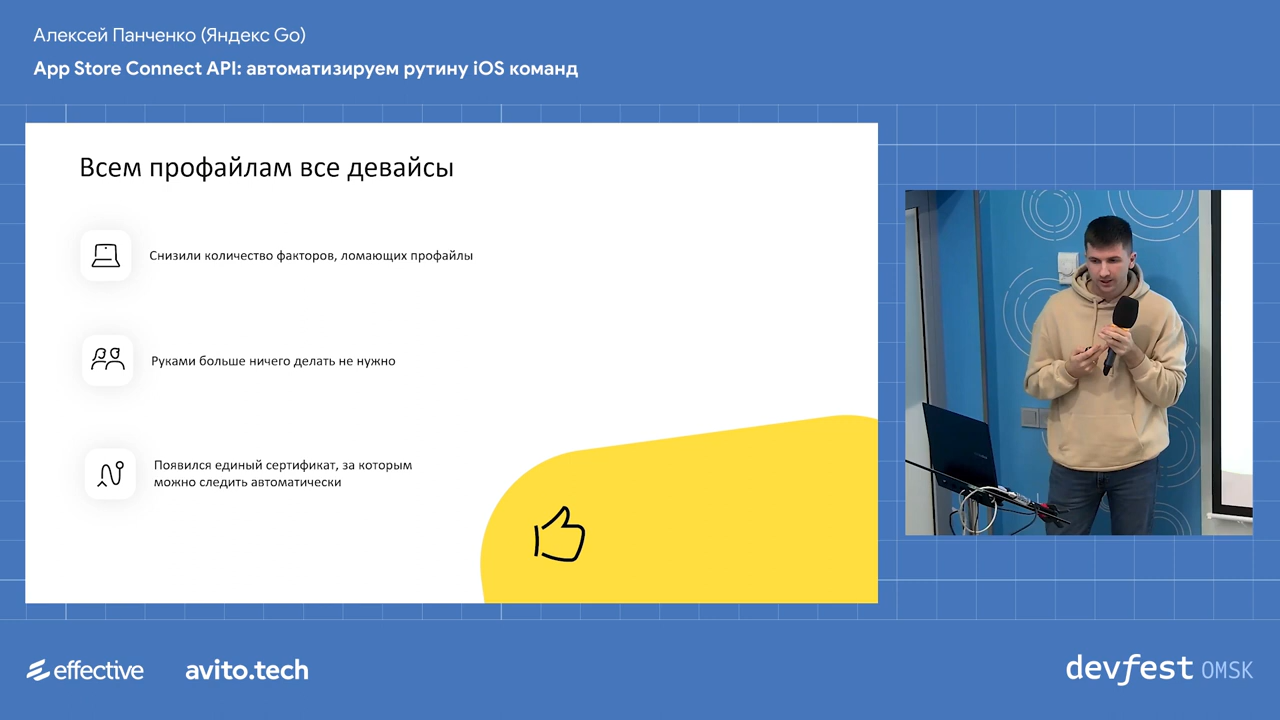 Алексей Панченко (Яндекс Go)
App Store Connect API: автоматизируем рутину iOS команд
Всем профайлам все девайсы
Снизили количество факторов, ломающих профайлы
Руками больше ничего делать не нужно
Появился единый сертификат, за которым
можно следить автоматически
effective
avito.tech
devfest OMSK